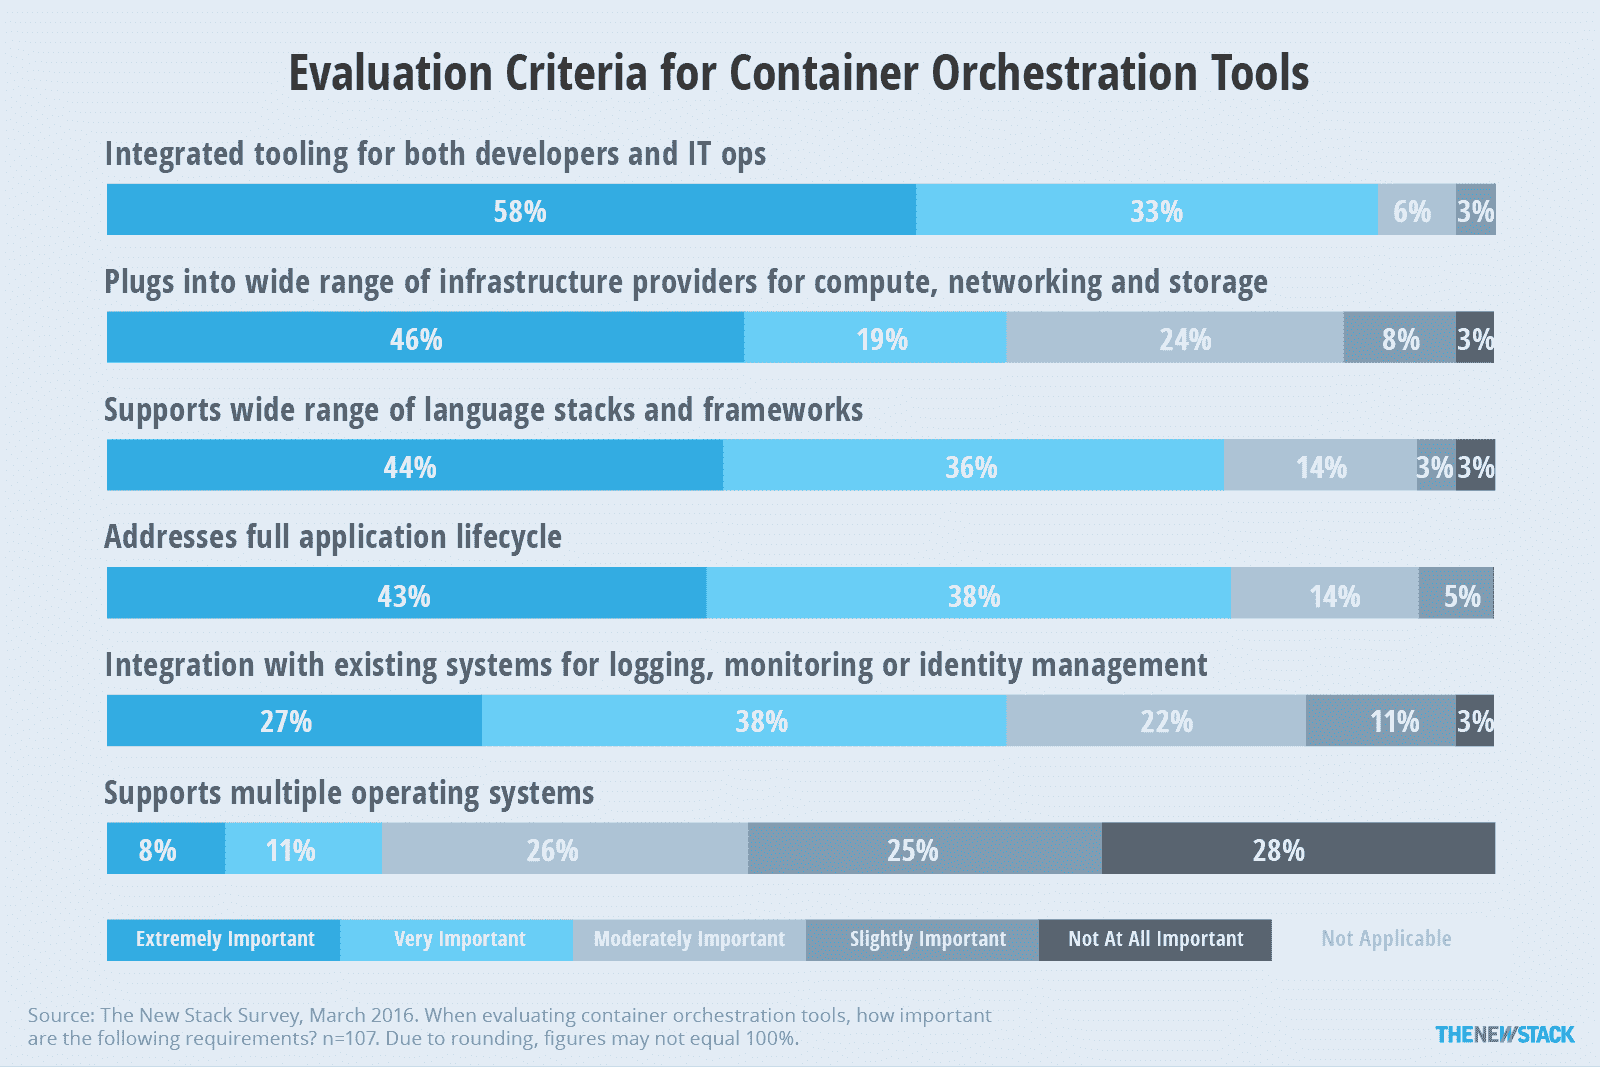 Evaluation Criteria for Container Orchestration Tools
Integrated tooling for both developers and IT ops
58% 33% 6% 3%
Plugs into wide range of infrastructure providers for compute, networking and storage
46% 19% 24% 8% 3%
Supports wide range of language stacks and frameworks
44% 36% 14% 3% 3%
Addresses full application lifecycle
43% 38% 14% 5%
Integration with existing systems for logging, monitoring or identity management
27% 38% 22% 11% 3%
Supports multiple operating systems
8% 11% 26% 25% 28%
Extremely Important Very Important Moderately Important Slightly Important Not At All Important Not Applicable
Source: The New Stack Survey, March 2016. When evaluating container orchestration tools, how important
are the following requirements? n=107. Due to rounding, figures may not equal 100%.
THENEWSTACK